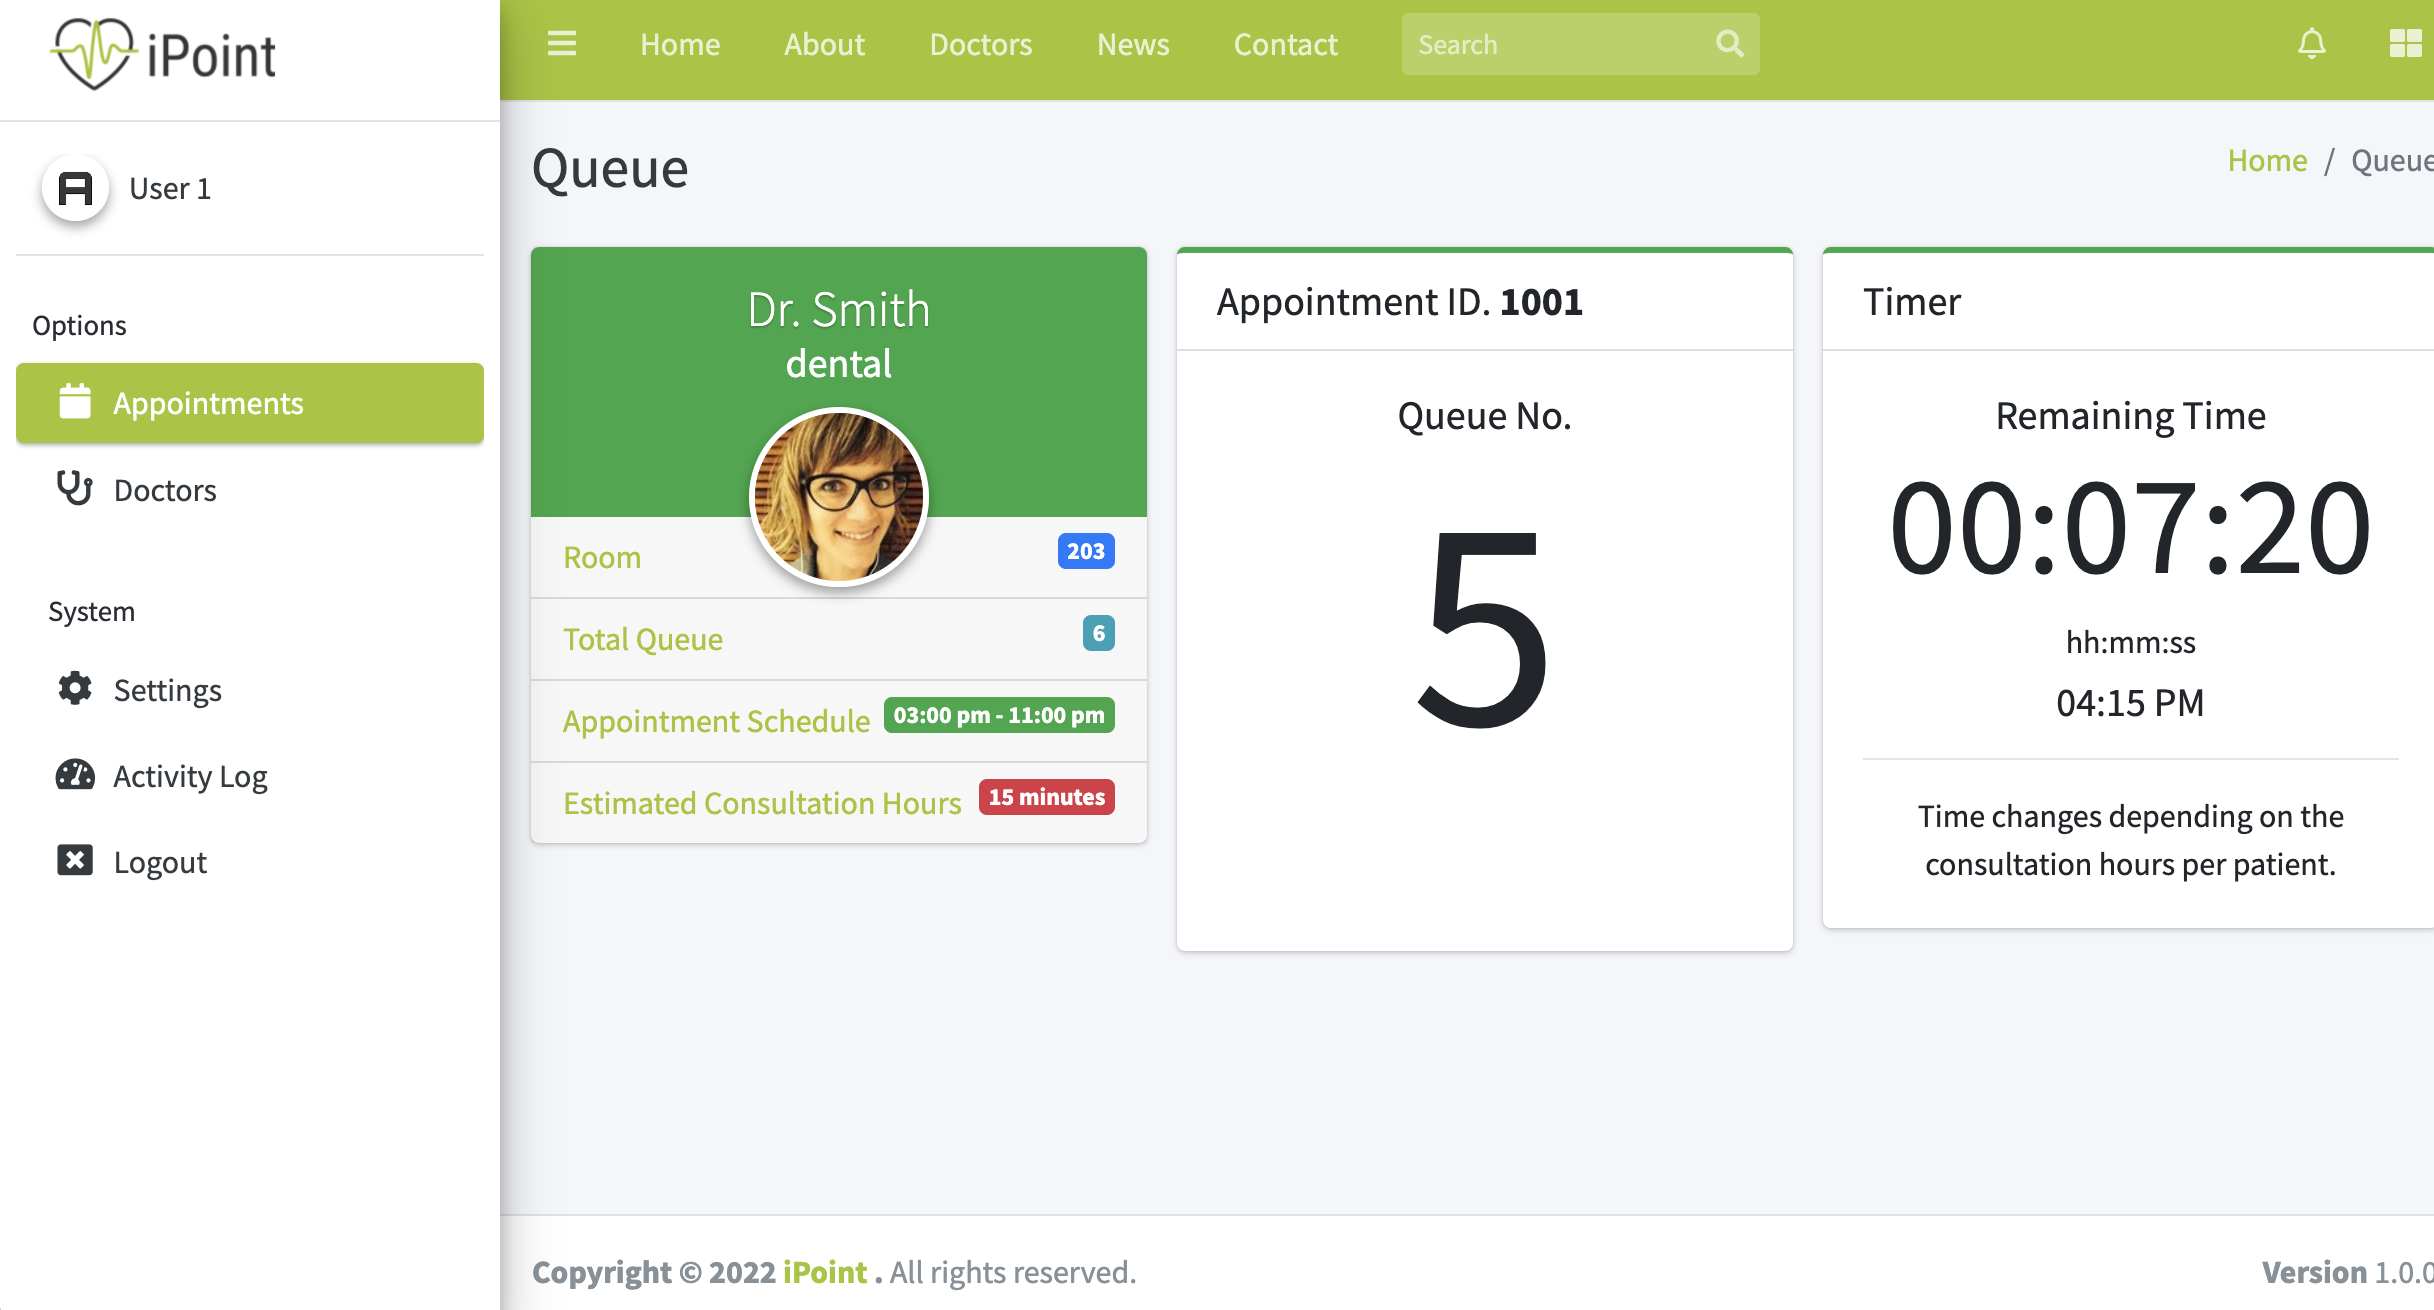 iPoint
Home About Doctors News Contact Search
User 1
Options
Appointments
Doctors
System
Settings
Activity Log
Logout
Queue
Home / Queue
Dr. Smith
dental
Room 203
Total Queue 6
Appointment Schedule 03:00 pm - 11:00 pm
Estimated Consultation Hours 15 minutes
Appointment ID. 1001
Queue No.
5
Timer
Remaining Time
00:07:20
hh:mm:ss
04:15 PM
Time changes depending on the
consultation hours per patient.
Copyright © 2022 iPoint . All rights reserved.
Version 1.0.0